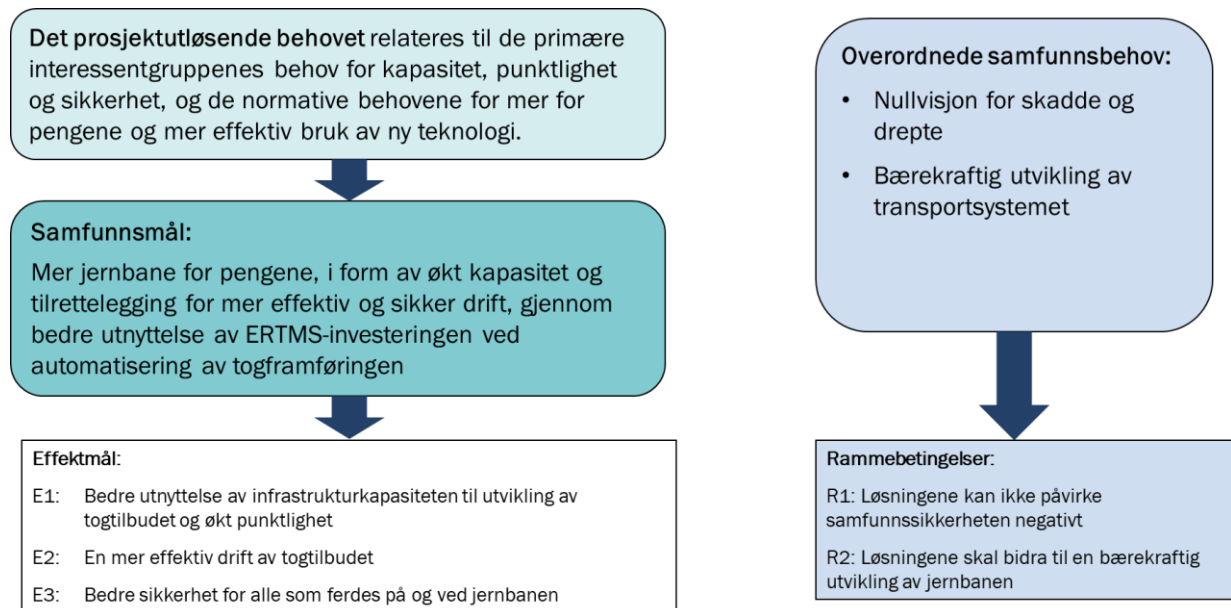 Det prosjektutløsende behovet relateres til de primære
interessentgruppenes behov for kapasitet, punktlighet
og sikkerhet, og de normative behovene for mer for
pengene og mer effektiv bruk av ny teknologi.
Samfunnsmål:
Mer jernbane for pengene, i form av økt kapasitet og
tilrettelegging for mer effektiv og sikker drift, gjennom
bedre utnyttelse av ERTMS-investeringen ved
automatisering av togframføringen
Effektmål:
E1: Bedre utnyttelse av infrastrukturkapasiteten til utvikling av
togtilbudet og økt punktlighet
E2: En mer effektiv drift av togtilbudet
E3: Bedre sikkerhet for alle som ferdes på og ved jernbanen
Overordnede samfunnsbehov:
• Nullvisjon for skadde og
drepte
• Bærekraftig utvikling av
transportsystemet
Rammebetingelser:
R1: Løsningene kan ikke påvirke
samfunnssikkerheten negativt
R2: Løsningene skal bidra til en bærekraftig
utvikling av jernbanen